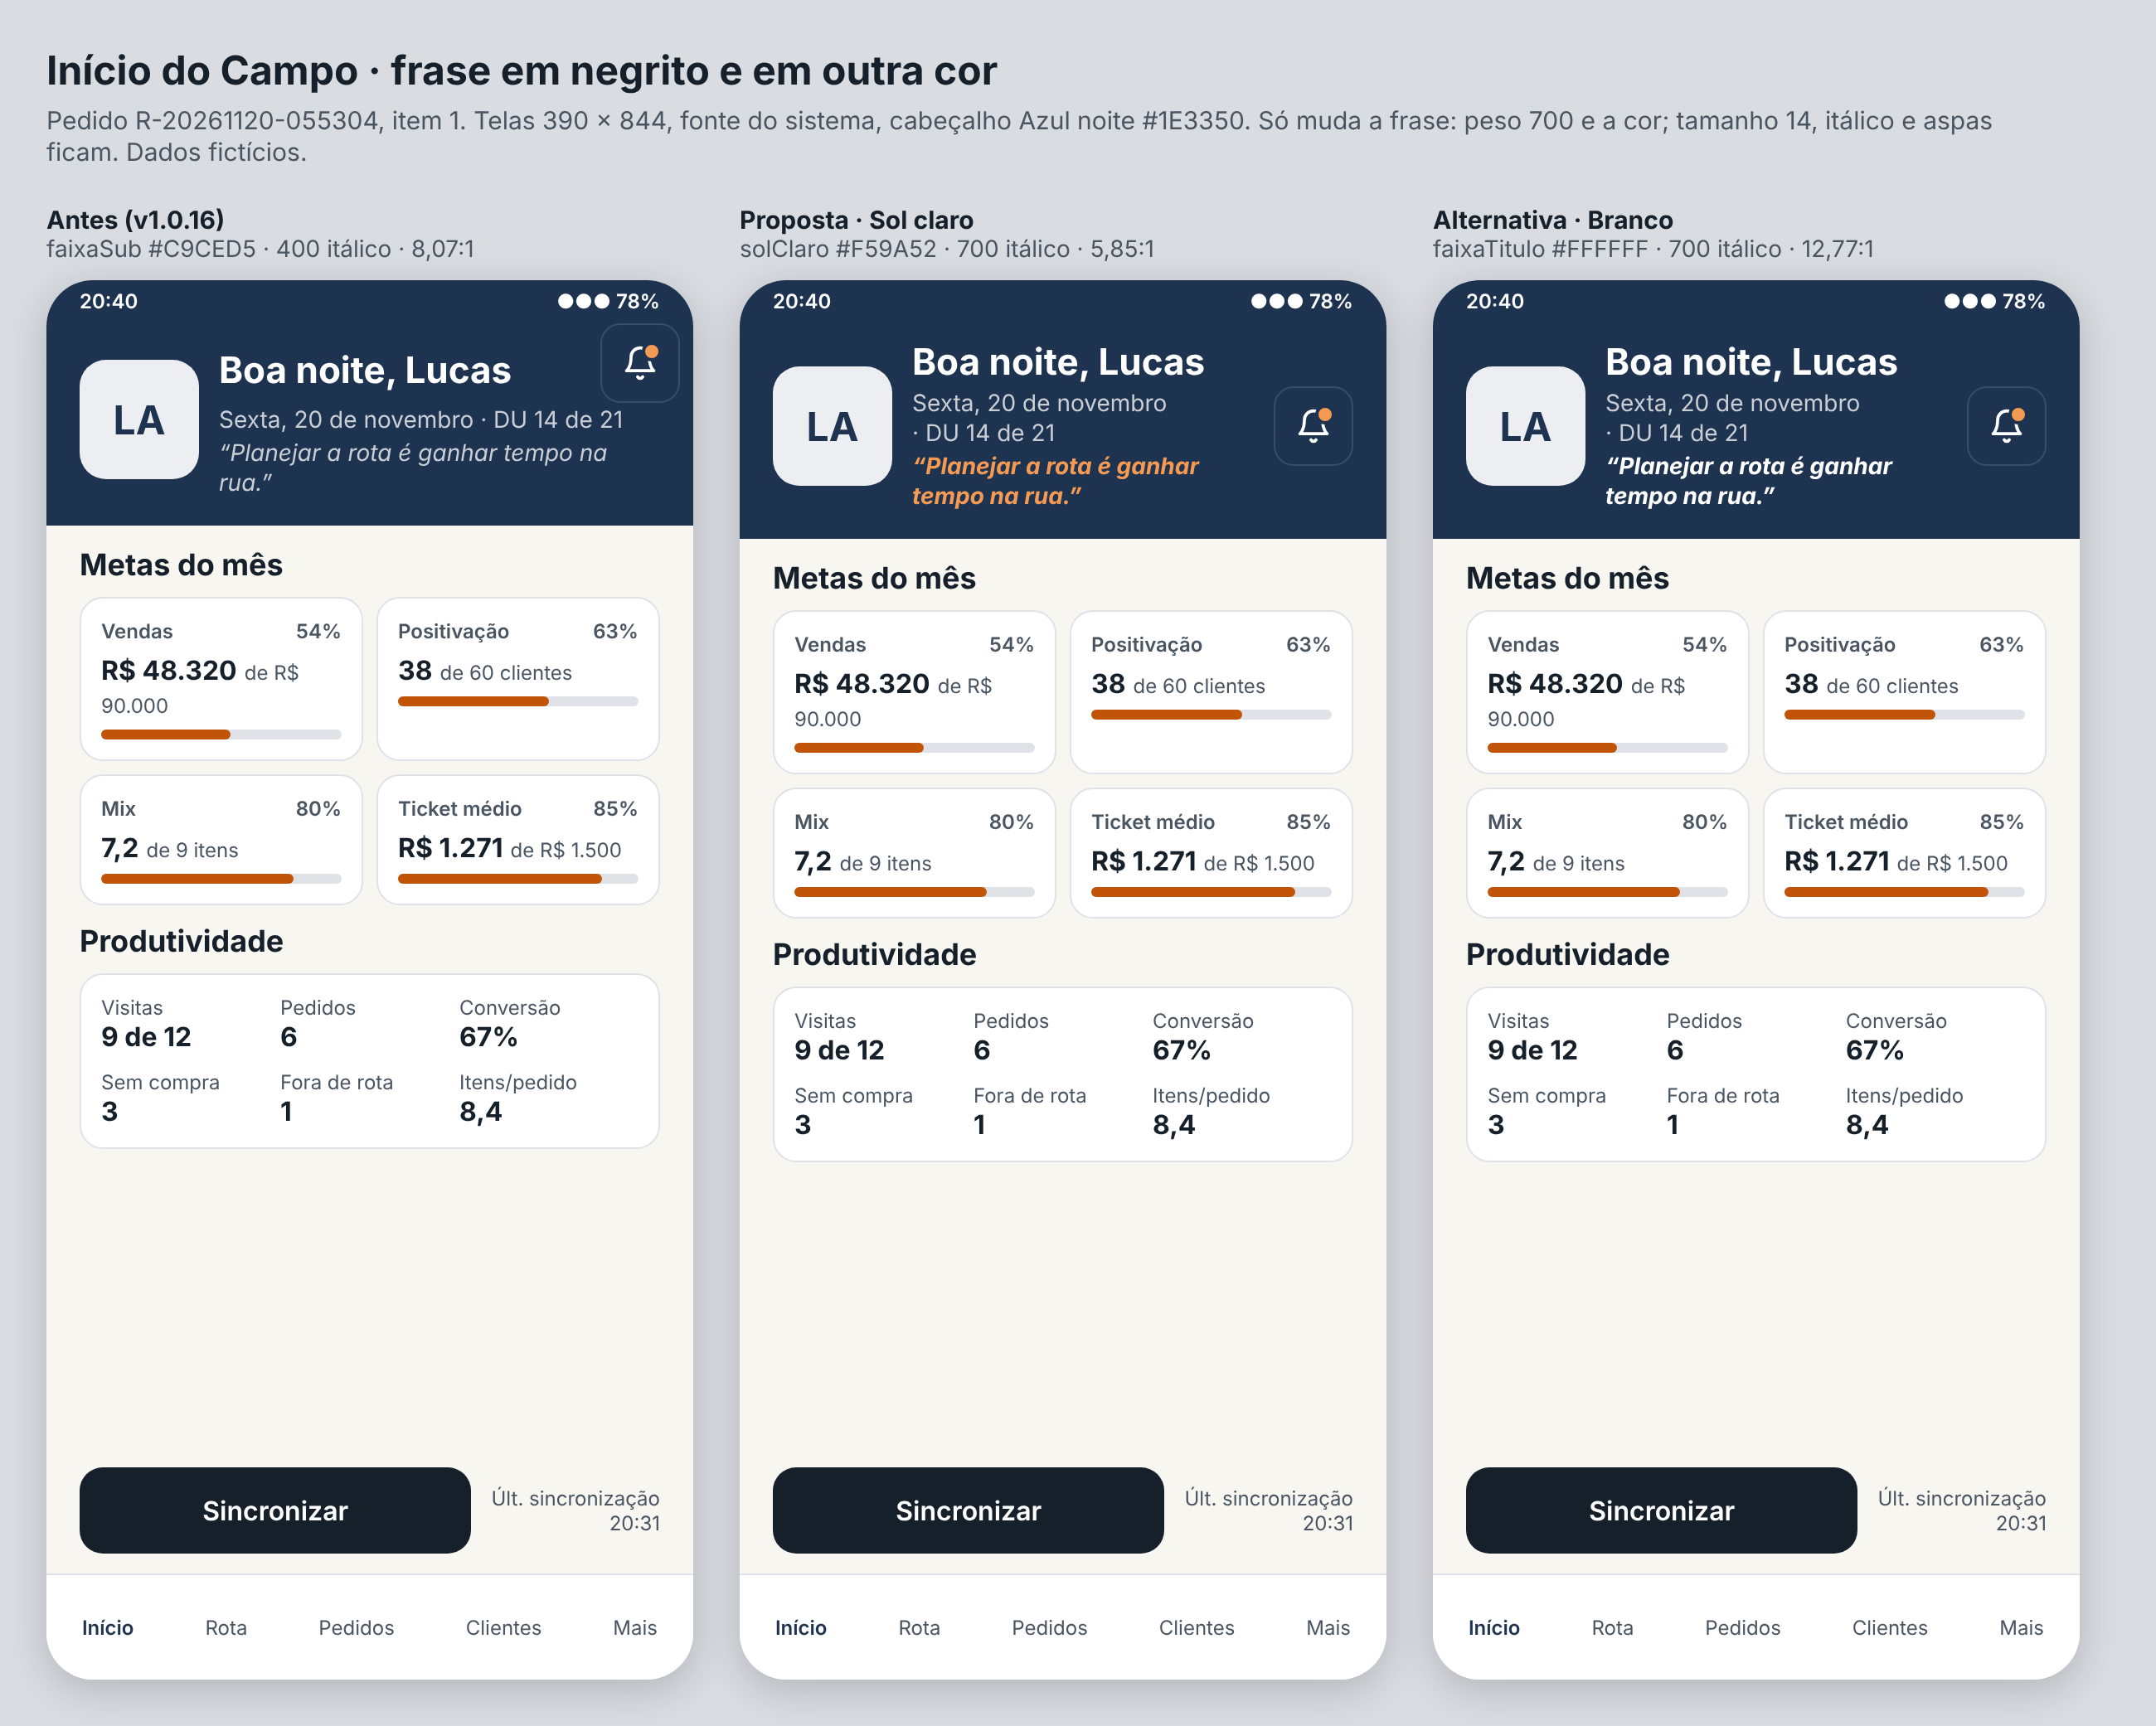 Início do Campo · frase em negrito e em outra cor
Pedido R-20261120-055304, item 1. Telas 390 × 844, fonte do sistema, cabeçalho Azul noite #1E3350. Só muda a frase: peso 700 e a cor; tamanho 14, itálico e aspas
ficam. Dados fictícios.
Antes (v1.0.16)
faixaSub #C9CED5 · 400 itálico · 8,07:1
20:40
78%
LA
Boa noite, Lucas
Sexta, 20 de novembro · DU 14 de 21
“Planejar a rota é ganhar tempo na
rua.”
Metas do mês
Vendas 54%
R$ 48.320 de R$
90.000
Positivação 63%
38 de 60 clientes
Mix 80%
7,2 de 9 itens
Ticket médio 85%
R$ 1.271 de R$ 1.500
Produtividade
Visitas Pedidos Conversão
9 de 12 6 67%
Sem compra Fora de rota Itens/pedido
3 1 8,4
Sincronizar
Últ. sincronização
20:31
Início Rota Pedidos Clientes Mais
Proposta · Sol claro
solClaro #F59A52 · 700 itálico · 5,85:1
20:40
78%
LA
Boa noite, Lucas
Sexta, 20 de novembro
· DU 14 de 21
“Planejar a rota é ganhar
tempo na rua.”
Metas do mês
Vendas 54%
R$ 48.320 de R$
90.000
Positivação 63%
38 de 60 clientes
Mix 80%
7,2 de 9 itens
Ticket médio 85%
R$ 1.271 de R$ 1.500
Produtividade
Visitas Pedidos Conversão
9 de 12 6 67%
Sem compra Fora de rota Itens/pedido
3 1 8,4
Sincronizar
Últ. sincronização
20:31
Início Rota Pedidos Clientes Mais
Alternativa · Branco
faixaTitulo #FFFFFF · 700 itálico · 12,77:1
20:40
78%
LA
Boa noite, Lucas
Sexta, 20 de novembro
· DU 14 de 21
“Planejar a rota é ganhar
tempo na rua.”
Metas do mês
Vendas 54%
R$ 48.320 de R$
90.000
Positivação 63%
38 de 60 clientes
Mix 80%
7,2 de 9 itens
Ticket médio 85%
R$ 1.271 de R$ 1.500
Produtividade
Visitas Pedidos Conversão
9 de 12 6 67%
Sem compra Fora de rota Itens/pedido
3 1 8,4
Sincronizar
Últ. sincronização
20:31
Início Rota Pedidos Clientes Mais